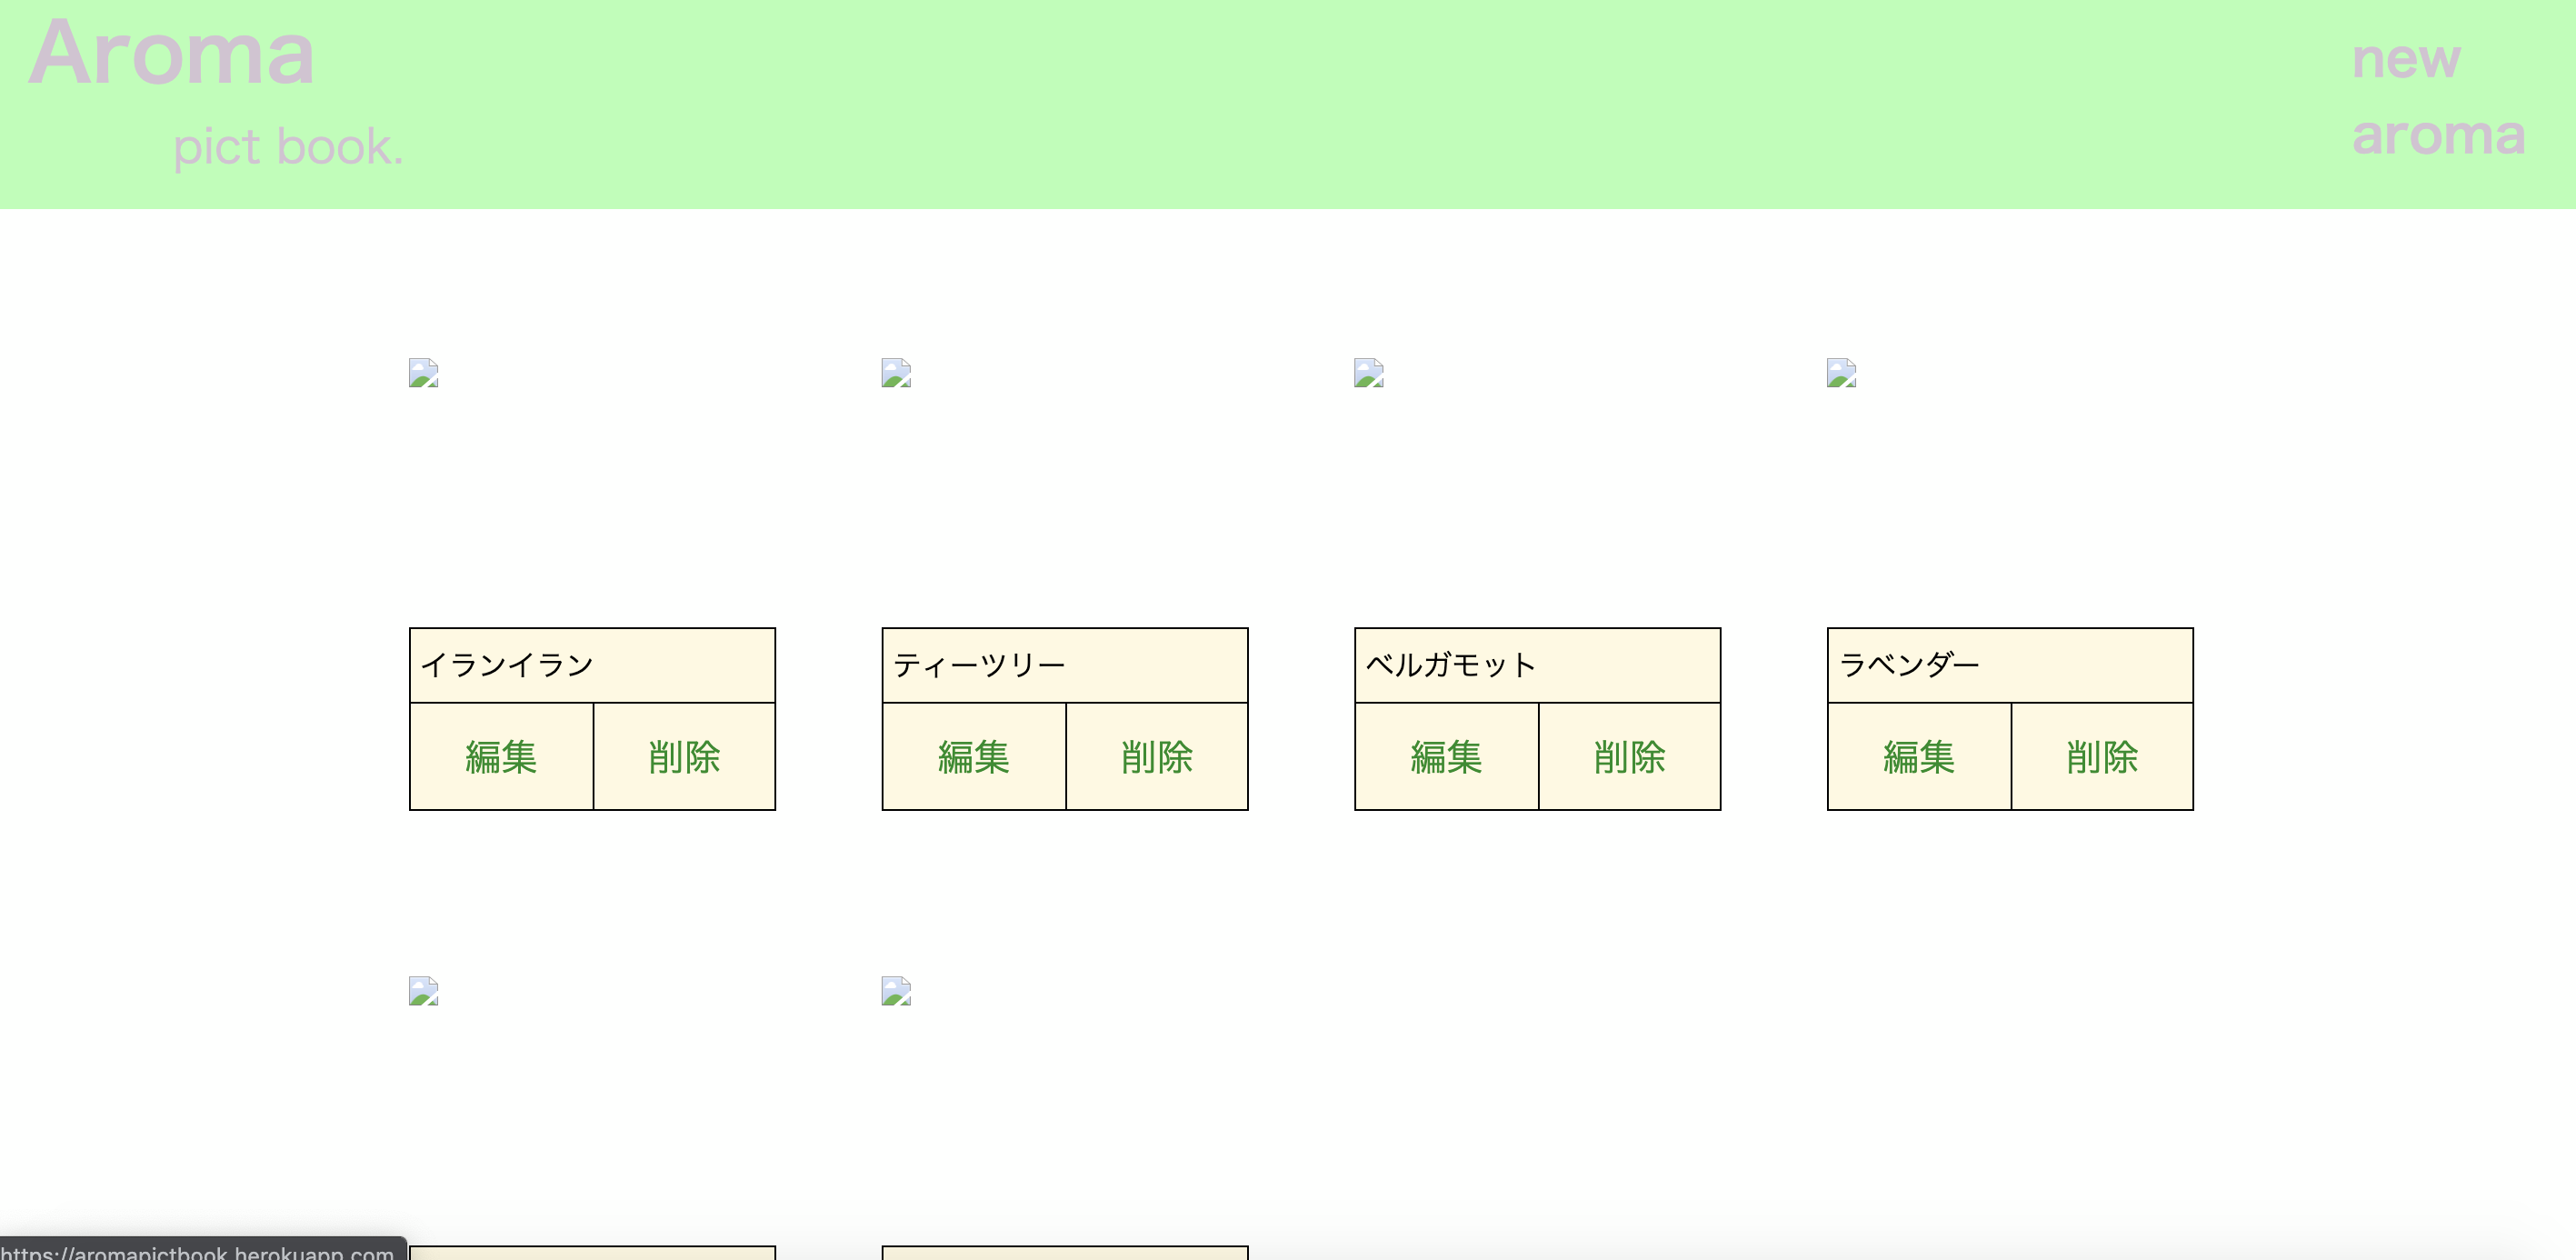 Aroma
pict book.
new
aroma
イランイラン
編集 削除
ティーツリー
編集 削除
ベルガモット
編集 削除
ラベンダー
編集 削除
https://aromapictbook.herokuapp.com